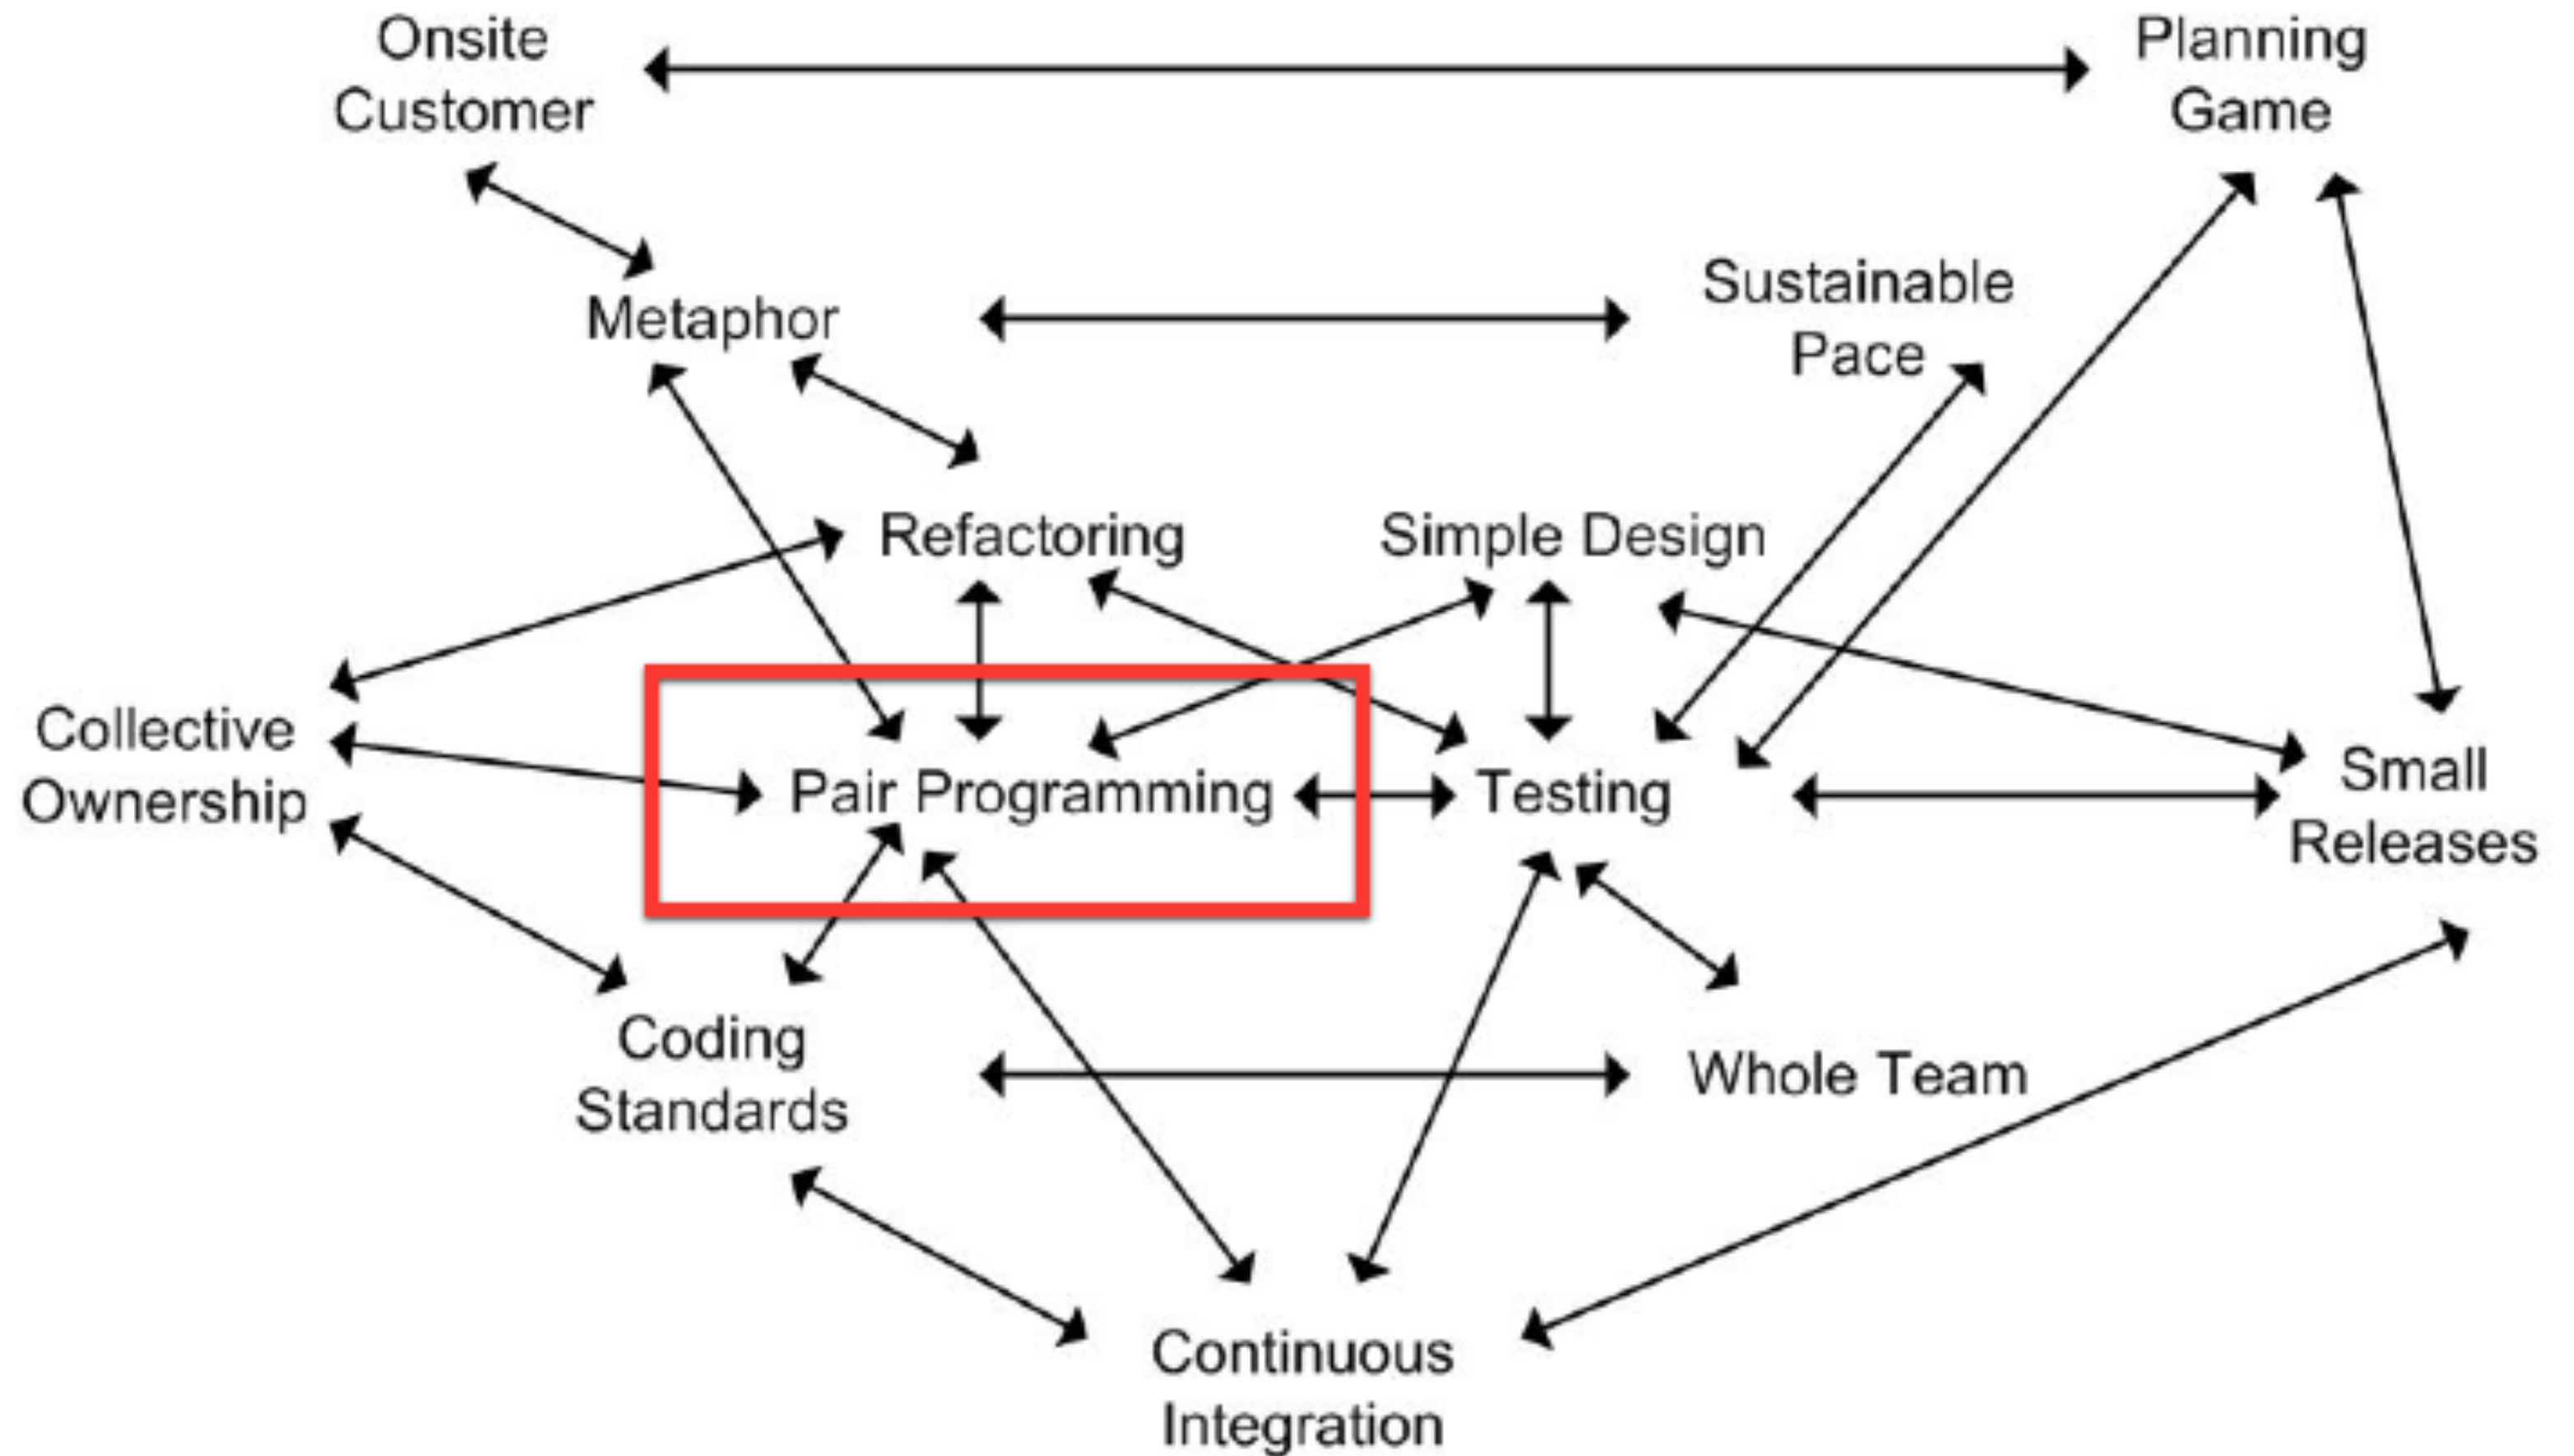 Onsite
Customer
Planning
Game
Metaphor
Sustainable
Pace
Refactoring
Simple Design
Collective
Ownership
Pair Programming
Testing
Small
Releases
Coding
Standards
Whole Team
Continuous
Integration